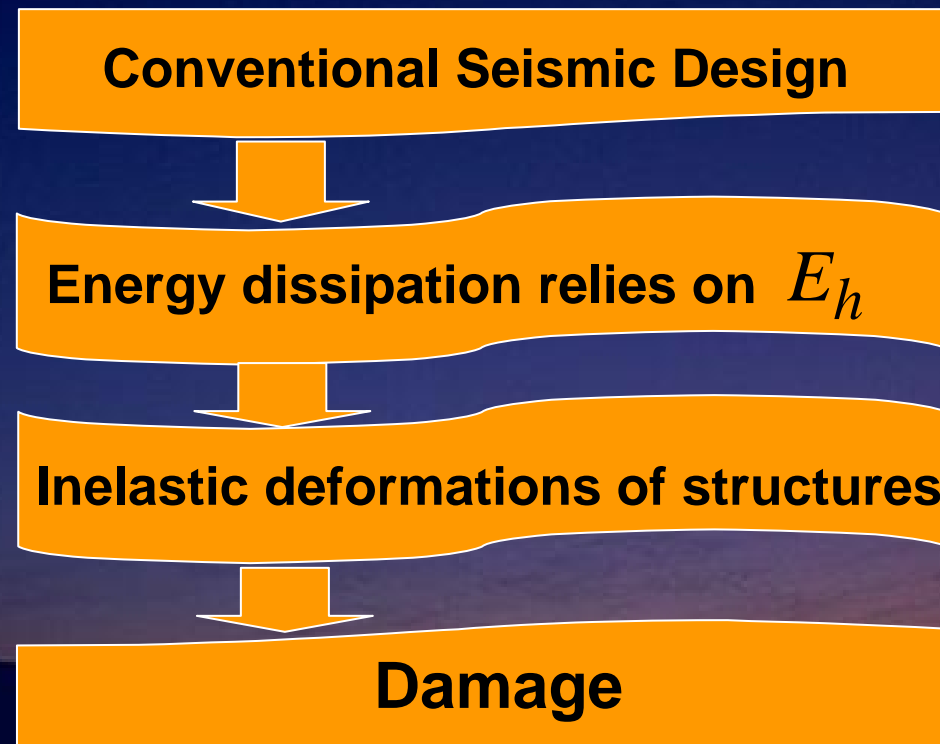 Conventional Seismic Design
Energy dissipation relies on E_h
Inelastic deformations of structures
Damage